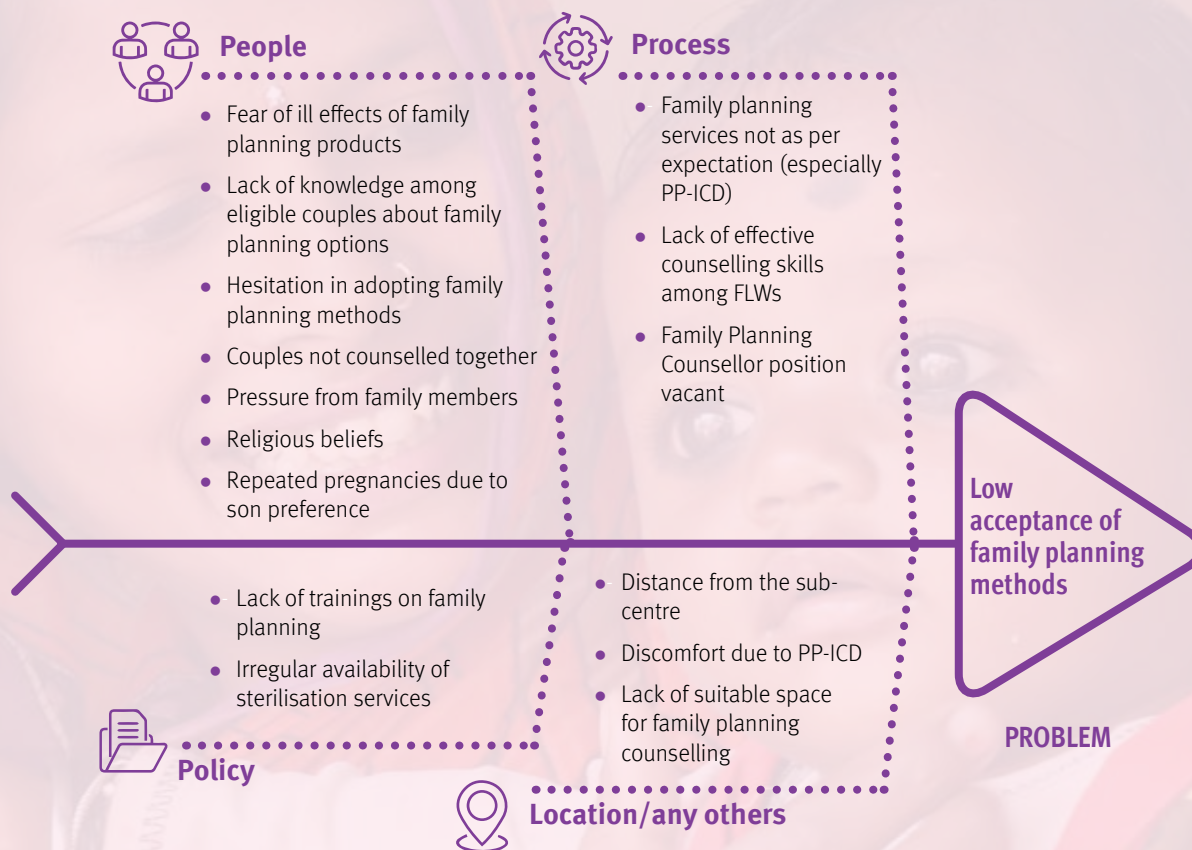 People
• Fear of ill effects of family
planning products
• Lack of knowledge among
eligible couples about family
planning options
• Hesitation in adopting family
planning methods
• Couples not counselled together
• Pressure from family members
• Religious beliefs
• Repeated pregnancies due to
son preference
Process
• Family planning
services not as per
expectation (especially
PP-ICD)
• Lack of effective
counselling skills
among FLWs
• Family Planning
Counsellor position
vacant
• Lack of trainings on family
planning
• Irregular availability of
sterilisation services
Policy
• Distance from the sub-
centre
• Discomfort due to PP-ICD
• Lack of suitable space
for family planning
counselling
Location/any others
Low
acceptance of
family planning
methods
PROBLEM